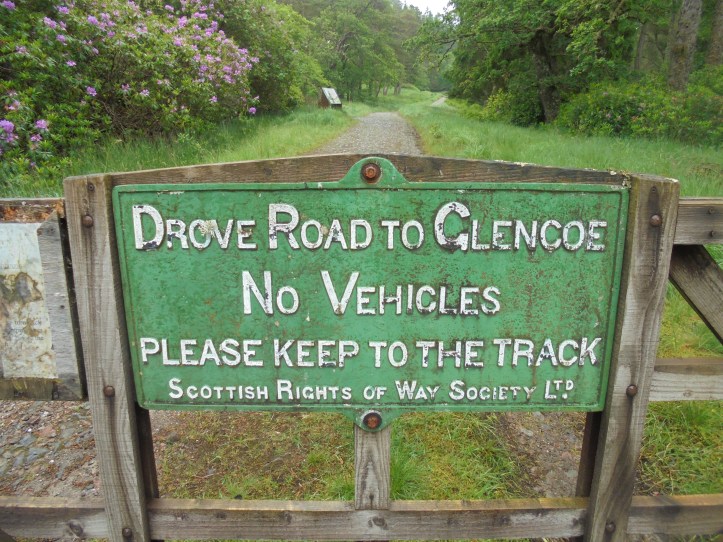 DROVE ROAD TO GLENCOE
NO VEHICLES
PLEASE KEEP TO THE TRACK
SCOTTISH RIGHTS OF WAY SOCIETY LTD